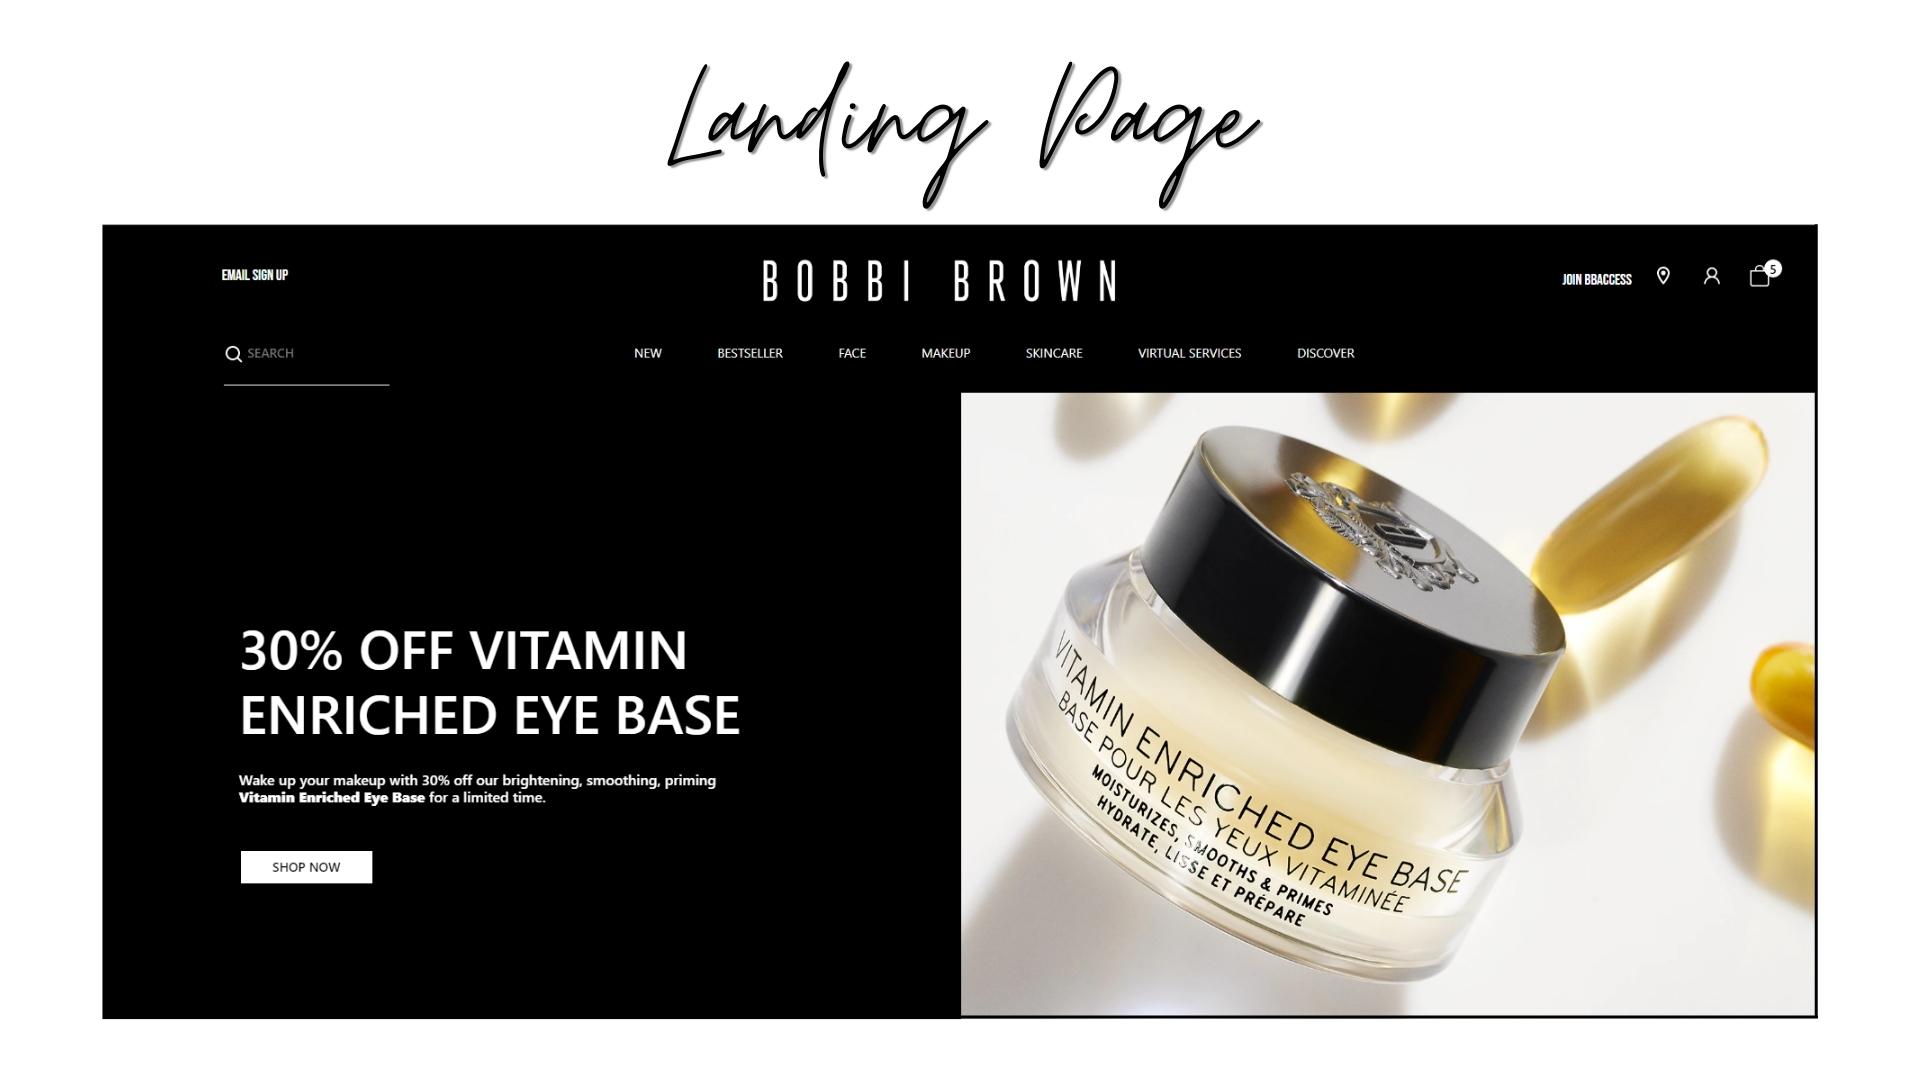 Landing Page
EMAIL SIGN UP
BOBBI BROWN
JOIN BBACCESS
5
SEARCH
NEW
BESTSELLER
FACE
MAKEUP
SKINCARE
VIRTUAL SERVICES
DISCOVER
30% OFF VITAMIN
ENRICHED EYE BASE
Wake up your makeup with 30% off our brightening, smoothing, priming
Vitamin Enriched Eye Base for a limited time.
SHOP NOW
VITAMIN ENRICHED EYE BASE
BASE POUR LES YEUX VITAMINÉE
MOISTURIZES, SMOOTHS & PRIMES
HYDRATE, LISSE ET PRÉPARE